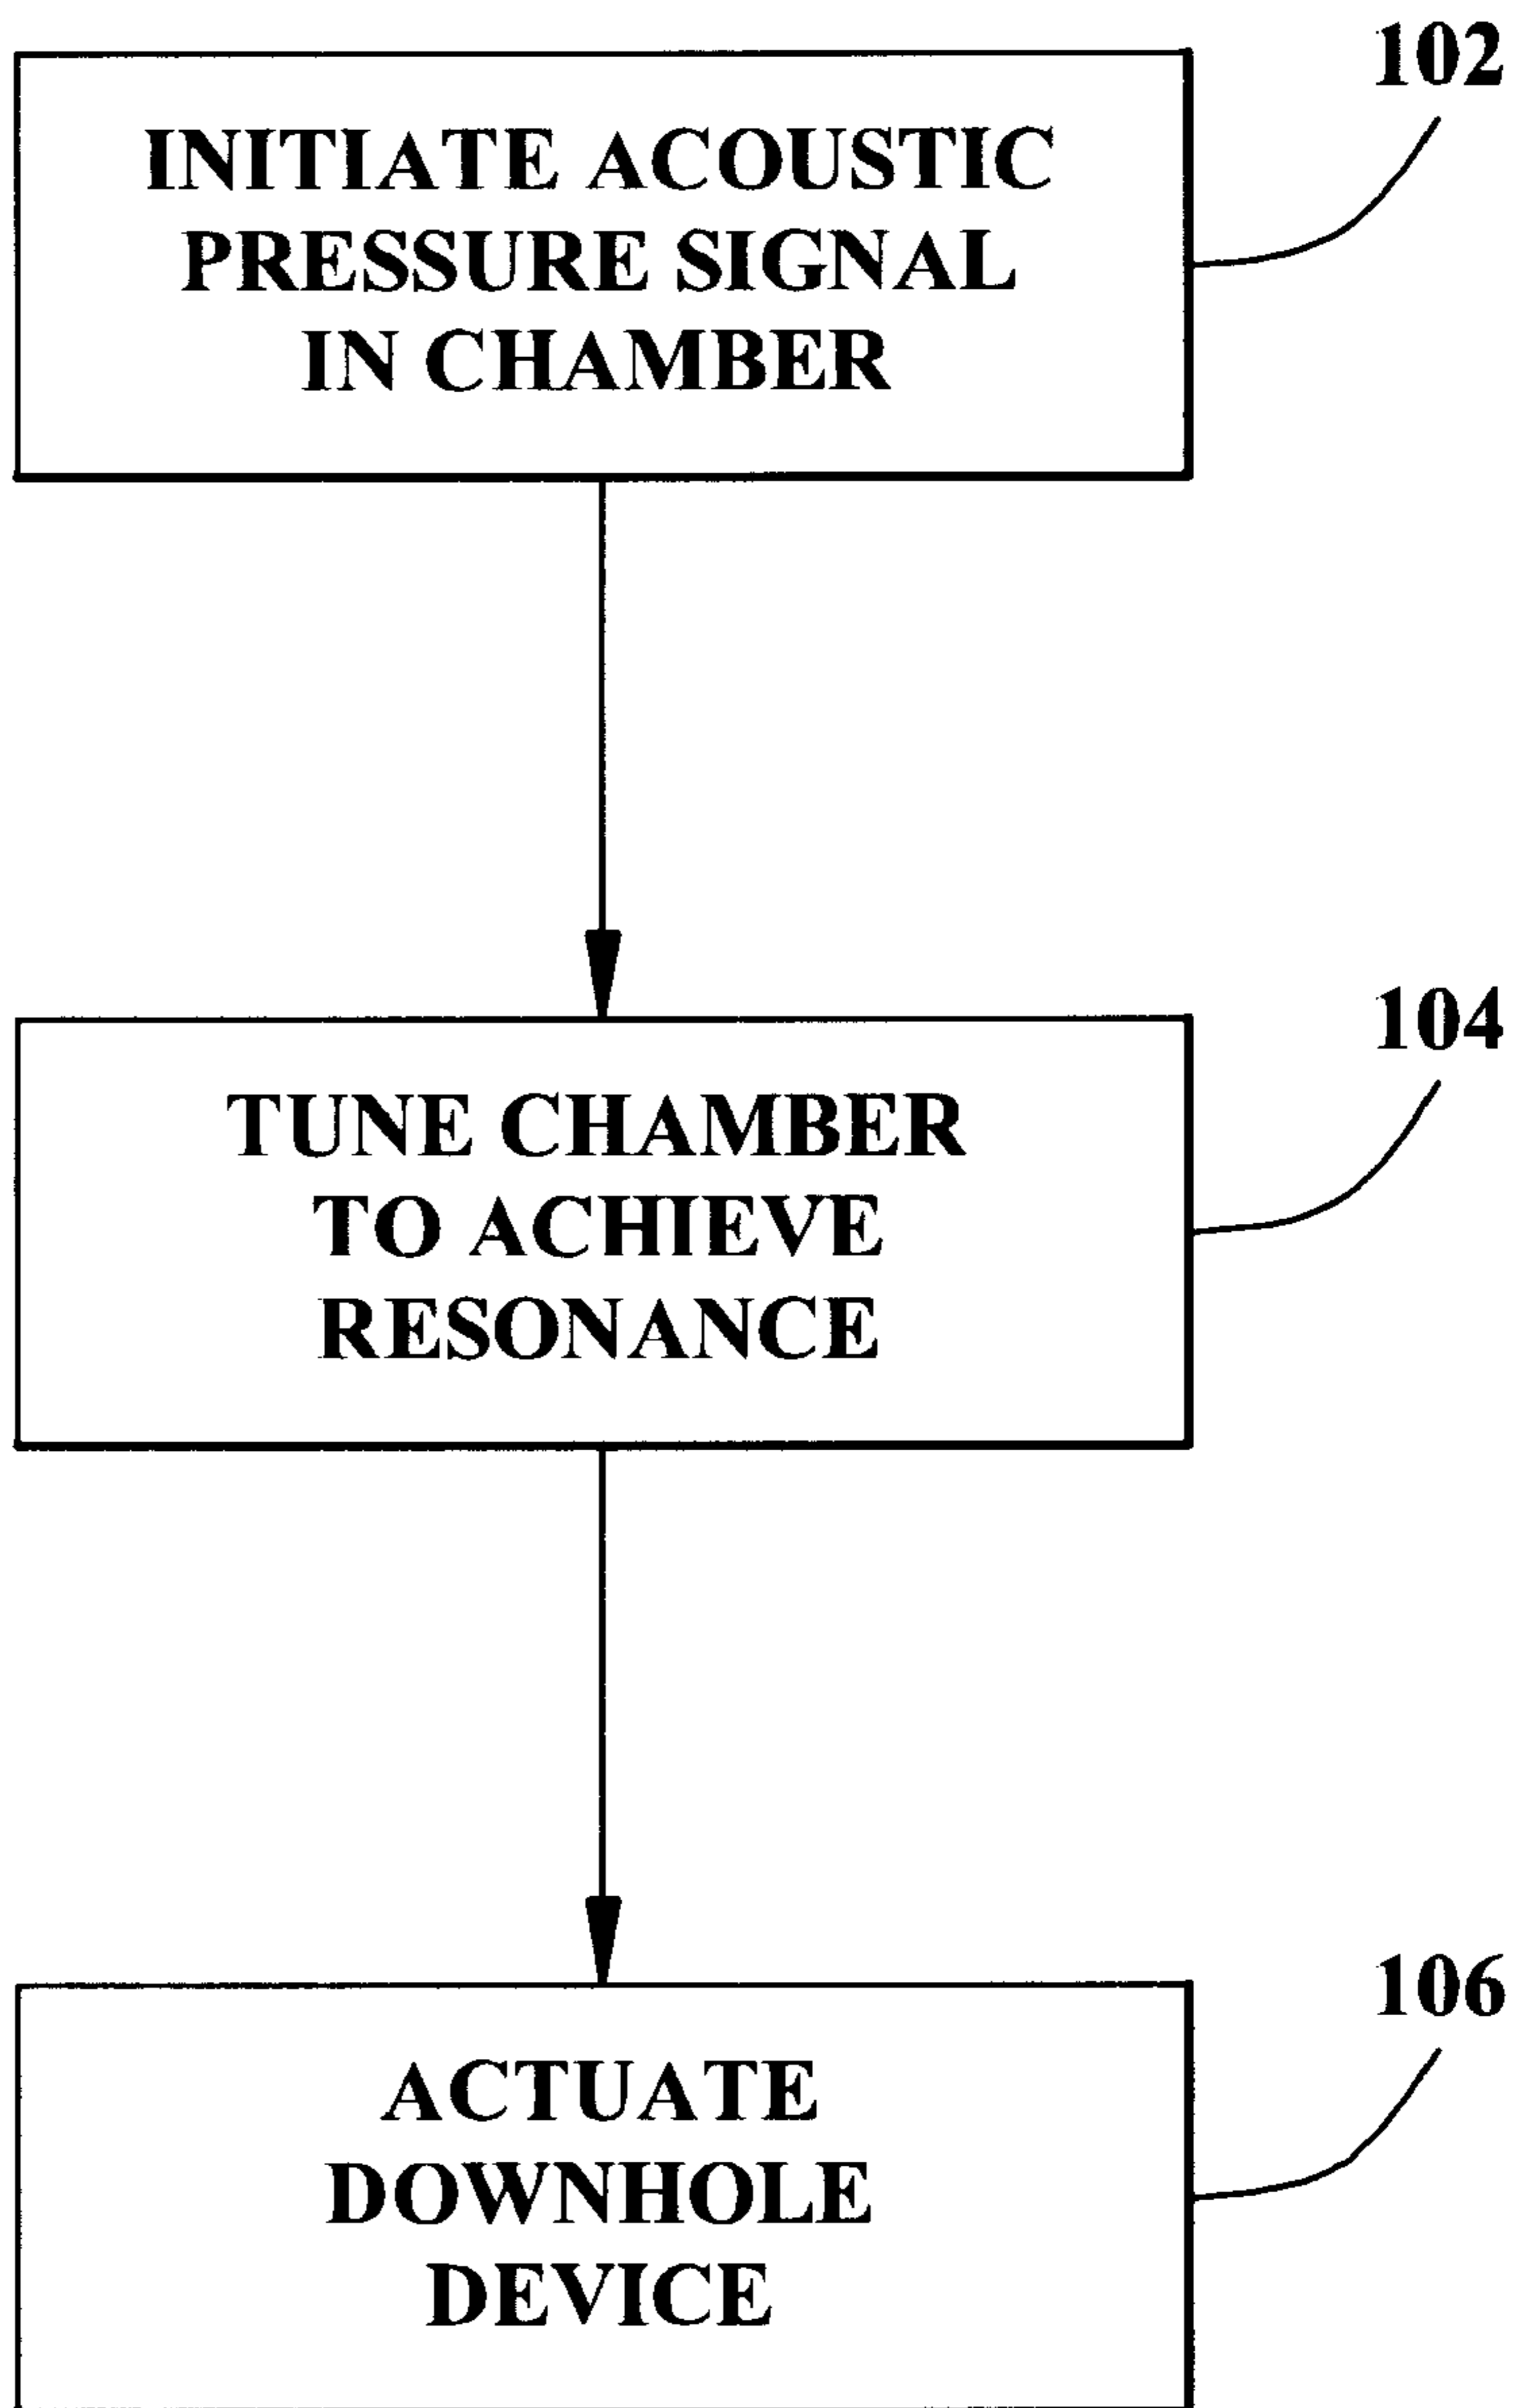 102
INITIATE ACOUSTIC
PRESSURE SIGNAL
IN CHAMBER
104
TUNE CHAMBER
TO ACHIEVE
RESONANCE
106
ACTUATE
DOWNHOLE
DEVICE